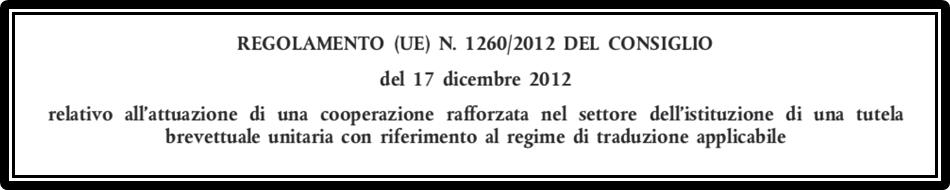 REGOLAMENTO (UE) N. 1260/2012 DEL CONSIGLIO
del 17 dicembre 2012
relativo all'attuazione di una cooperazione rafforzata nel settore dell'istituzione di una tutela
brevettuale unitaria con riferimento al regime di traduzione applicabile